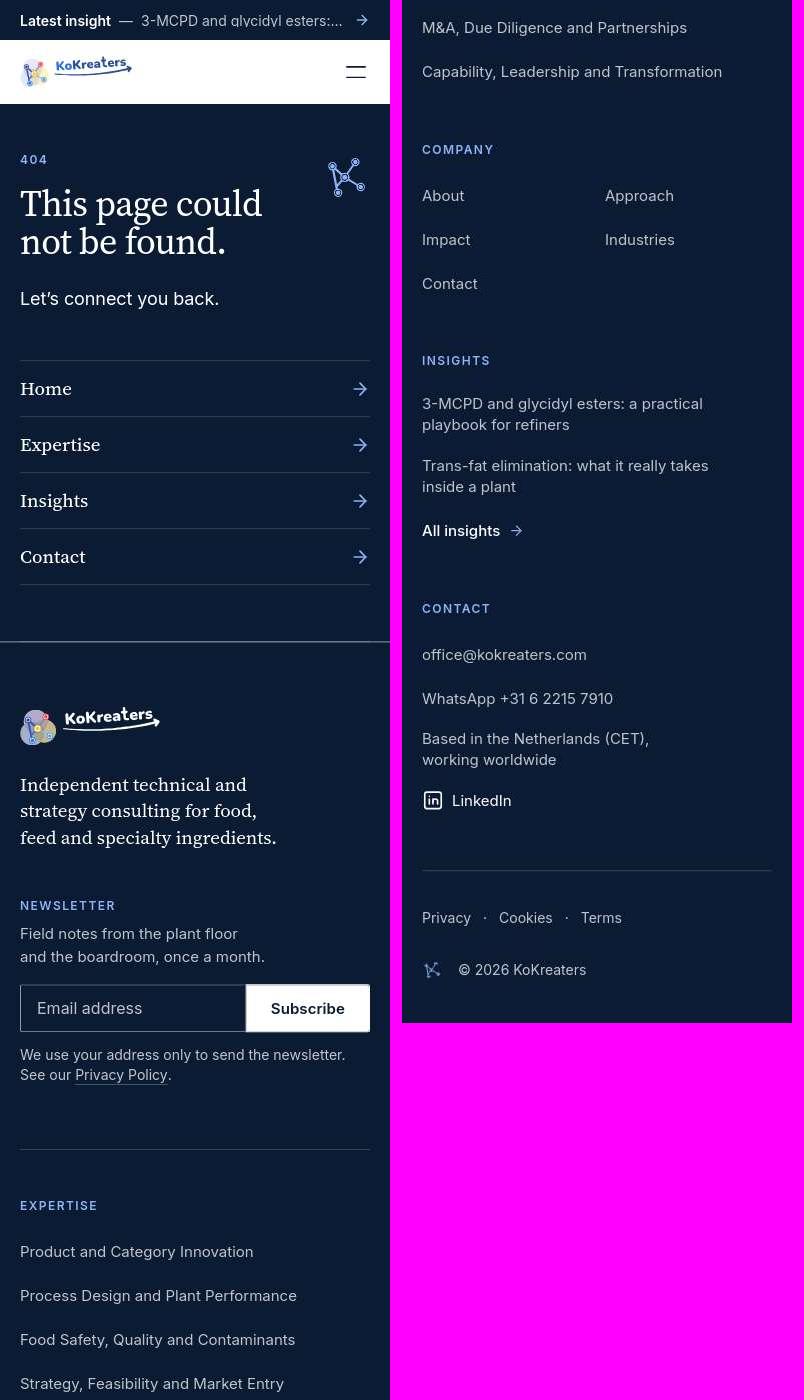 Latest insight — 3-MCPD and glycidyl esters:...
KoKreaters
404
This page could
not be found.
Let’s connect you back.
Home
Expertise
Insights
Contact
KoKreaters
Independent technical and
strategy consulting for food,
feed and specialty ingredients.
NEWSLETTER
Field notes from the plant floor
and the boardroom, once a month.
Email address
Subscribe
We use your address only to send the newsletter.
See our Privacy Policy.
EXPERTISE
Product and Category Innovation
Process Design and Plant Performance
Food Safety, Quality and Contaminants
Strategy, Feasibility and Market Entry
M&A, Due Diligence and Partnerships
Capability, Leadership and Transformation
COMPANY
About
Approach
Impact
Industries
Contact
INSIGHTS
3-MCPD and glycidyl esters: a practical
playbook for refiners
Trans-fat elimination: what it really takes
inside a plant
All insights
CONTACT
office@kokreaters.com
WhatsApp +31 6 2215 7910
Based in the Netherlands (CET),
working worldwide
LinkedIn
Privacy · Cookies · Terms
© 2026 KoKreaters